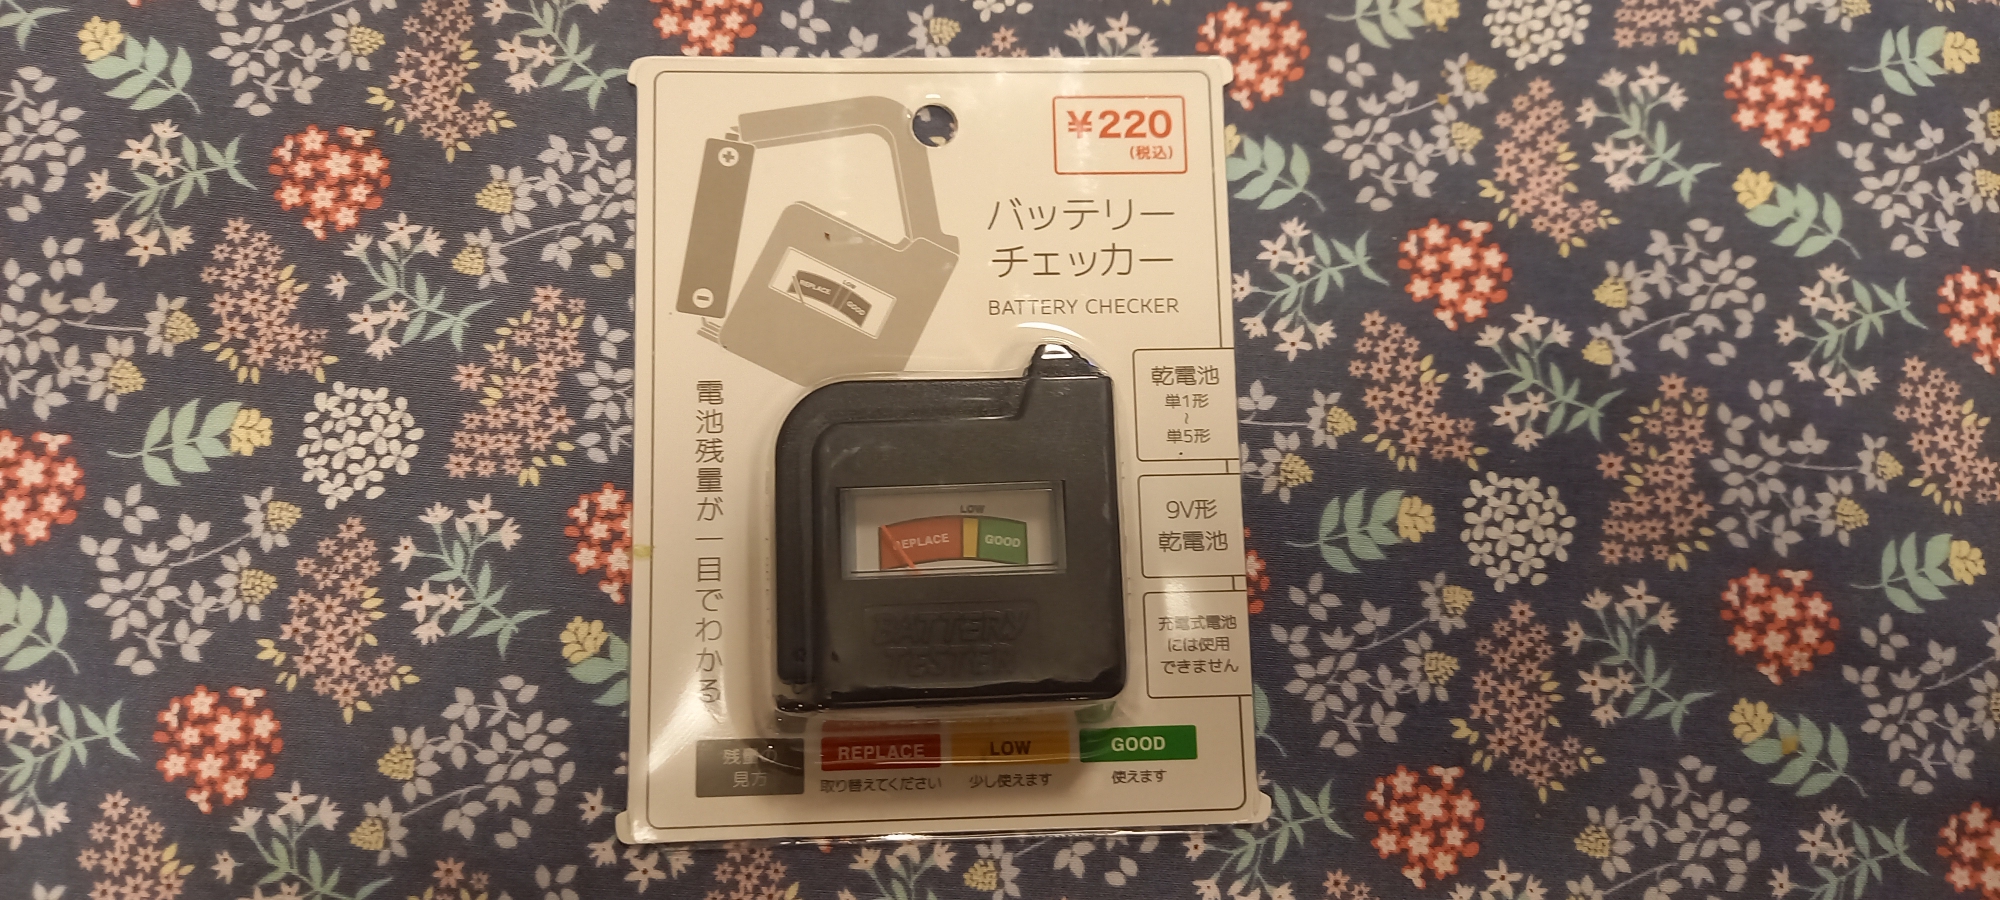 ¥220
(税込)
バッテリー
チェッカー
BATTERY CHECKER
REPLACE
LOW
GOOD
電池残量が一目でわかる
乾電池
単1形
~
単5形
9V形
乾電池
充電式電池
には使用
できません
LOW
REPLACE
GOOD
BATTERY
TESTER
残量の
見方
REPLACE
取り替えてください
LOW
少し使えます
GOOD
使えます